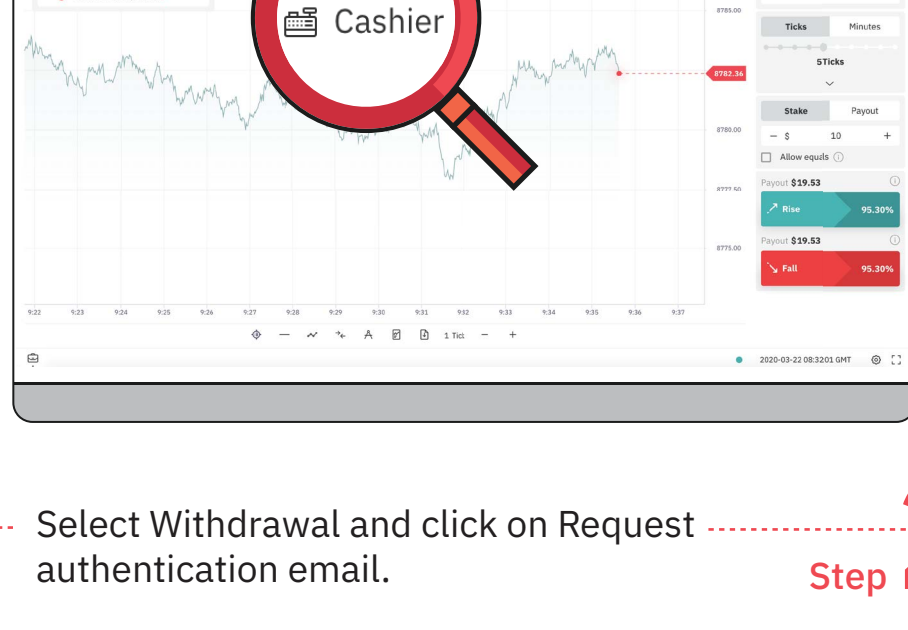 Cashier
8785.00
Ticks Minutes
5Ticks
8782.36
Stake Payout
8780.00
− $ 10 +
Allow equals
8777.50
Payout $19.53
Rise 95.30%
Payout $19.53
8775.00
Fall 95.30%
9:22 9:23 9:24 9:25 9:26 9:27 9:28 9:29 9:30 9:31 9:32 9:33 9:34 9:35 9:36 9:37
1 Tick − +
2020-03-22 08:32:01 GMT
Select Withdrawal and click on Request
authentication email.
Step